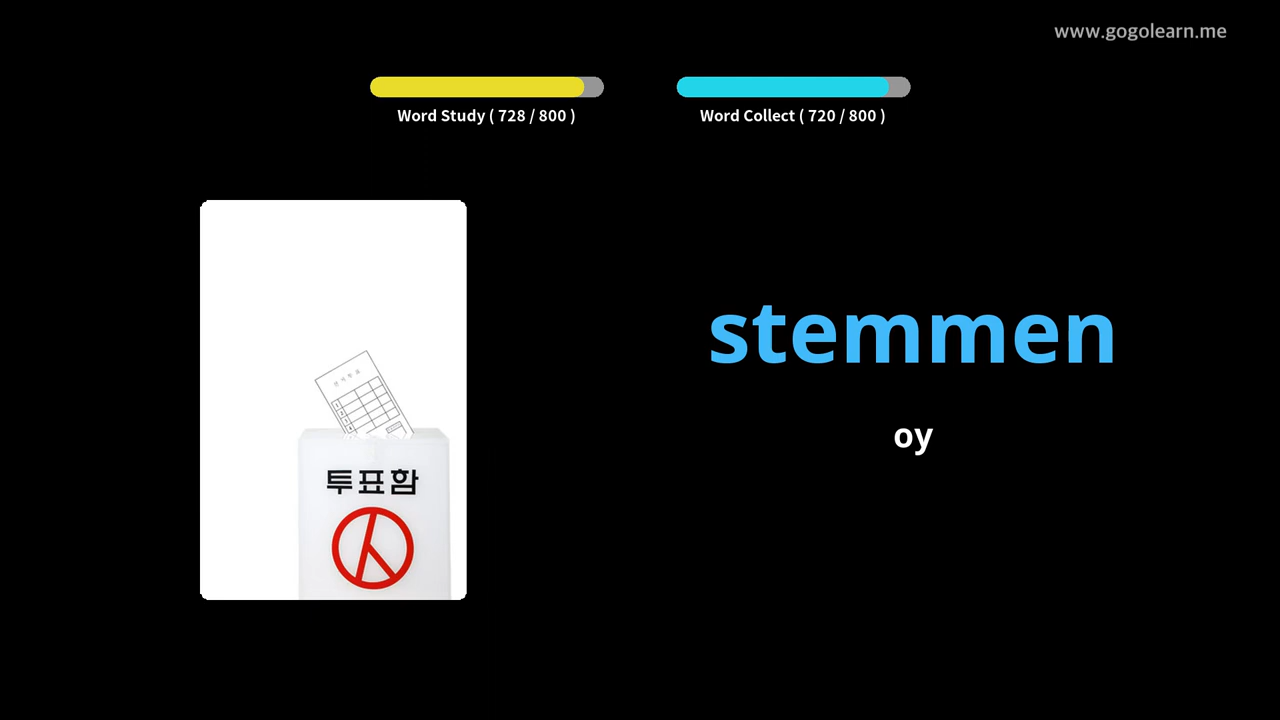 www.gogolearn.me
Word Study ( 728 / 800 )
Word Collect ( 720 / 800 )
stemmen
oy
투표함